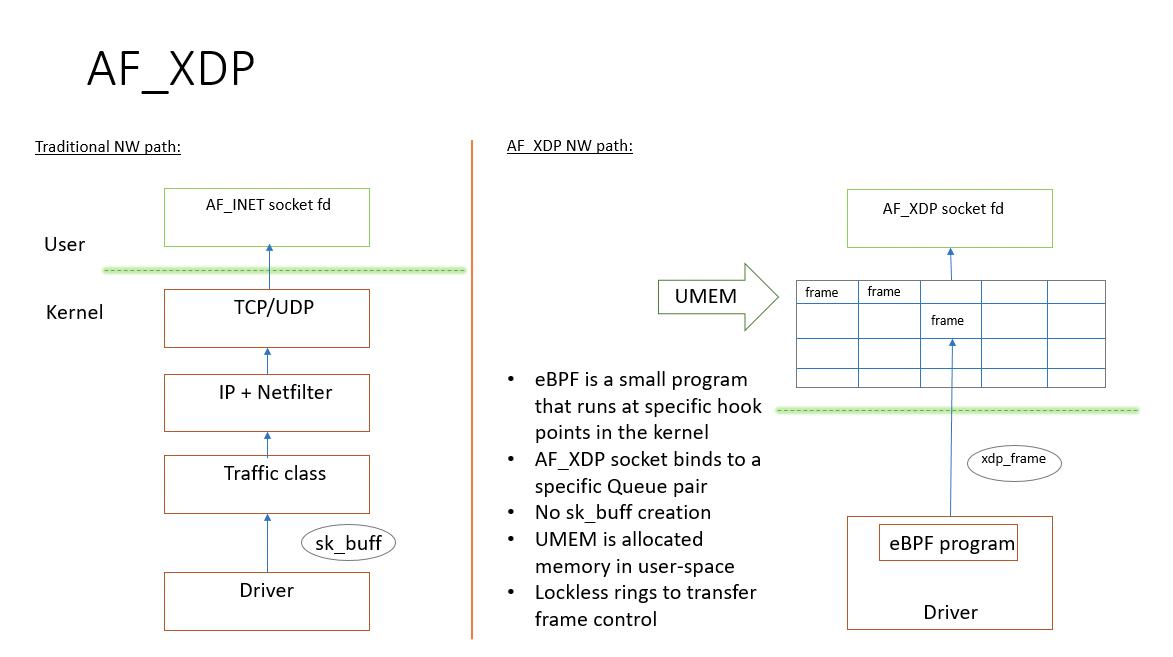 AF_XDP
Traditional NW path:
AF_INET socket fd
User
Kernel
TCP/UDP
IP + Netfilter
Traffic class
sk_buff
Driver
AF_XDP NW path:
AF_XDP socket fd
UMEM
frame
frame
frame
• eBPF is a small program
that runs at specific hook
points in the kernel
• AF_XDP socket binds to a
specific Queue pair
• No sk_buff creation
• UMEM is allocated
memory in user-space
• Lockless rings to transfer
frame control
xdp_frame
eBPF program
Driver